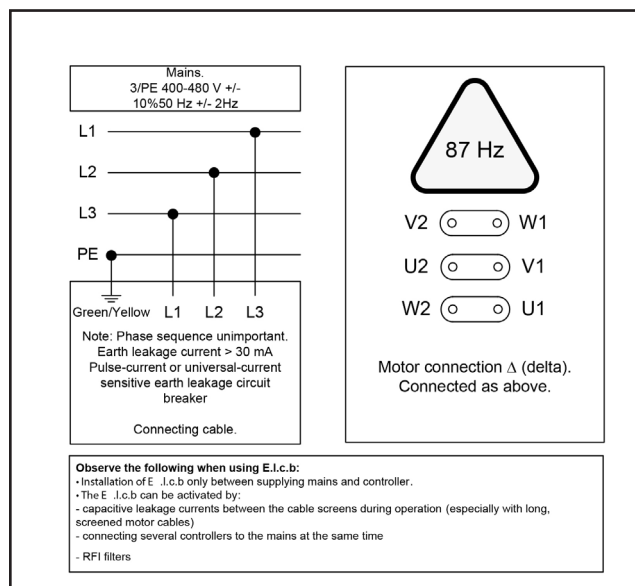 Mains.
3/PE 400-480 V +/-
10%50 Hz +/- 2Hz
L1
L2
L3
PE
Green/Yellow L1 L2 L3
Note: Phase sequence unimportant.
Earth leakage current > 30 mA
Pulse-current or universal-current
sensitive earth leakage circuit
breaker
Connecting cable.
87 Hz
V2 W1
U2 V1
W2 U1
Motor connection Δ (delta).
Connected as above.
Observe the following when using E.l.c.b:
• Installation of E .l.c.b only between supplying mains and controller.
• The E .l.c.b can be activated by:
- capacitive leakage currents between the cable screens during operation (especially with long,
screened motor cables)
- connecting several controllers to the mains at the same time
- RFI filters